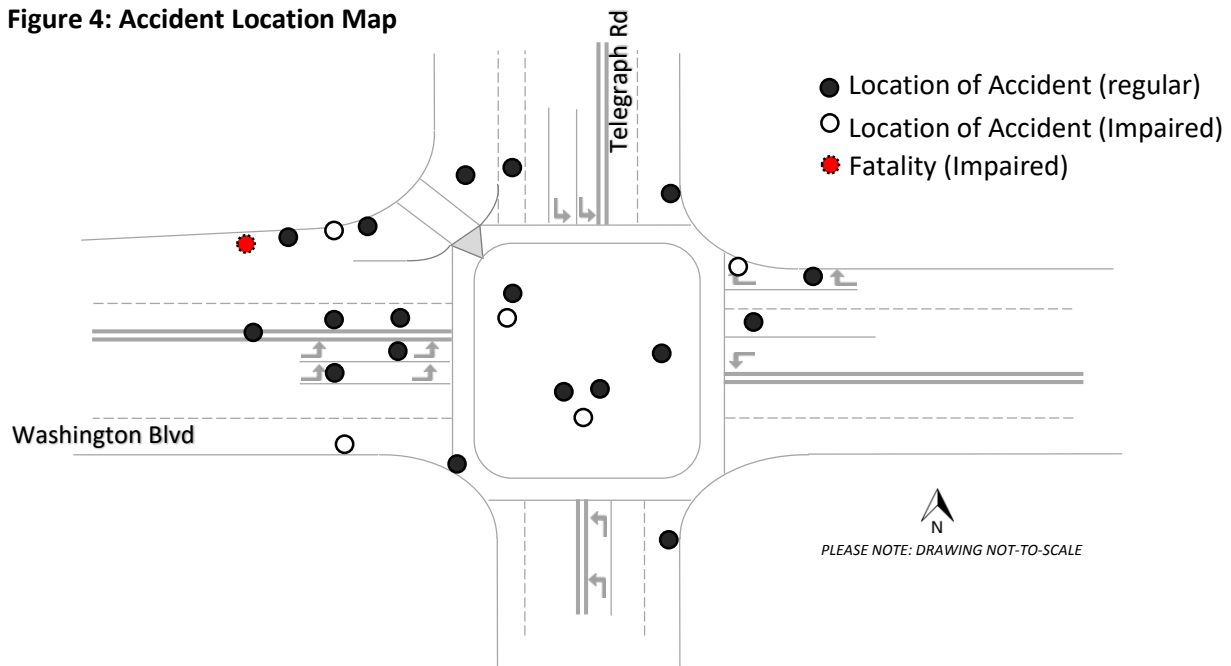 Figure 4: Accident Location Map
Telegraph Rd
Location of Accident (regular)
Location of Accident (Impaired)
Fatality (Impaired)
Washington Blvd
N
PLEASE NOTE: DRAWING NOT-TO-SCALE